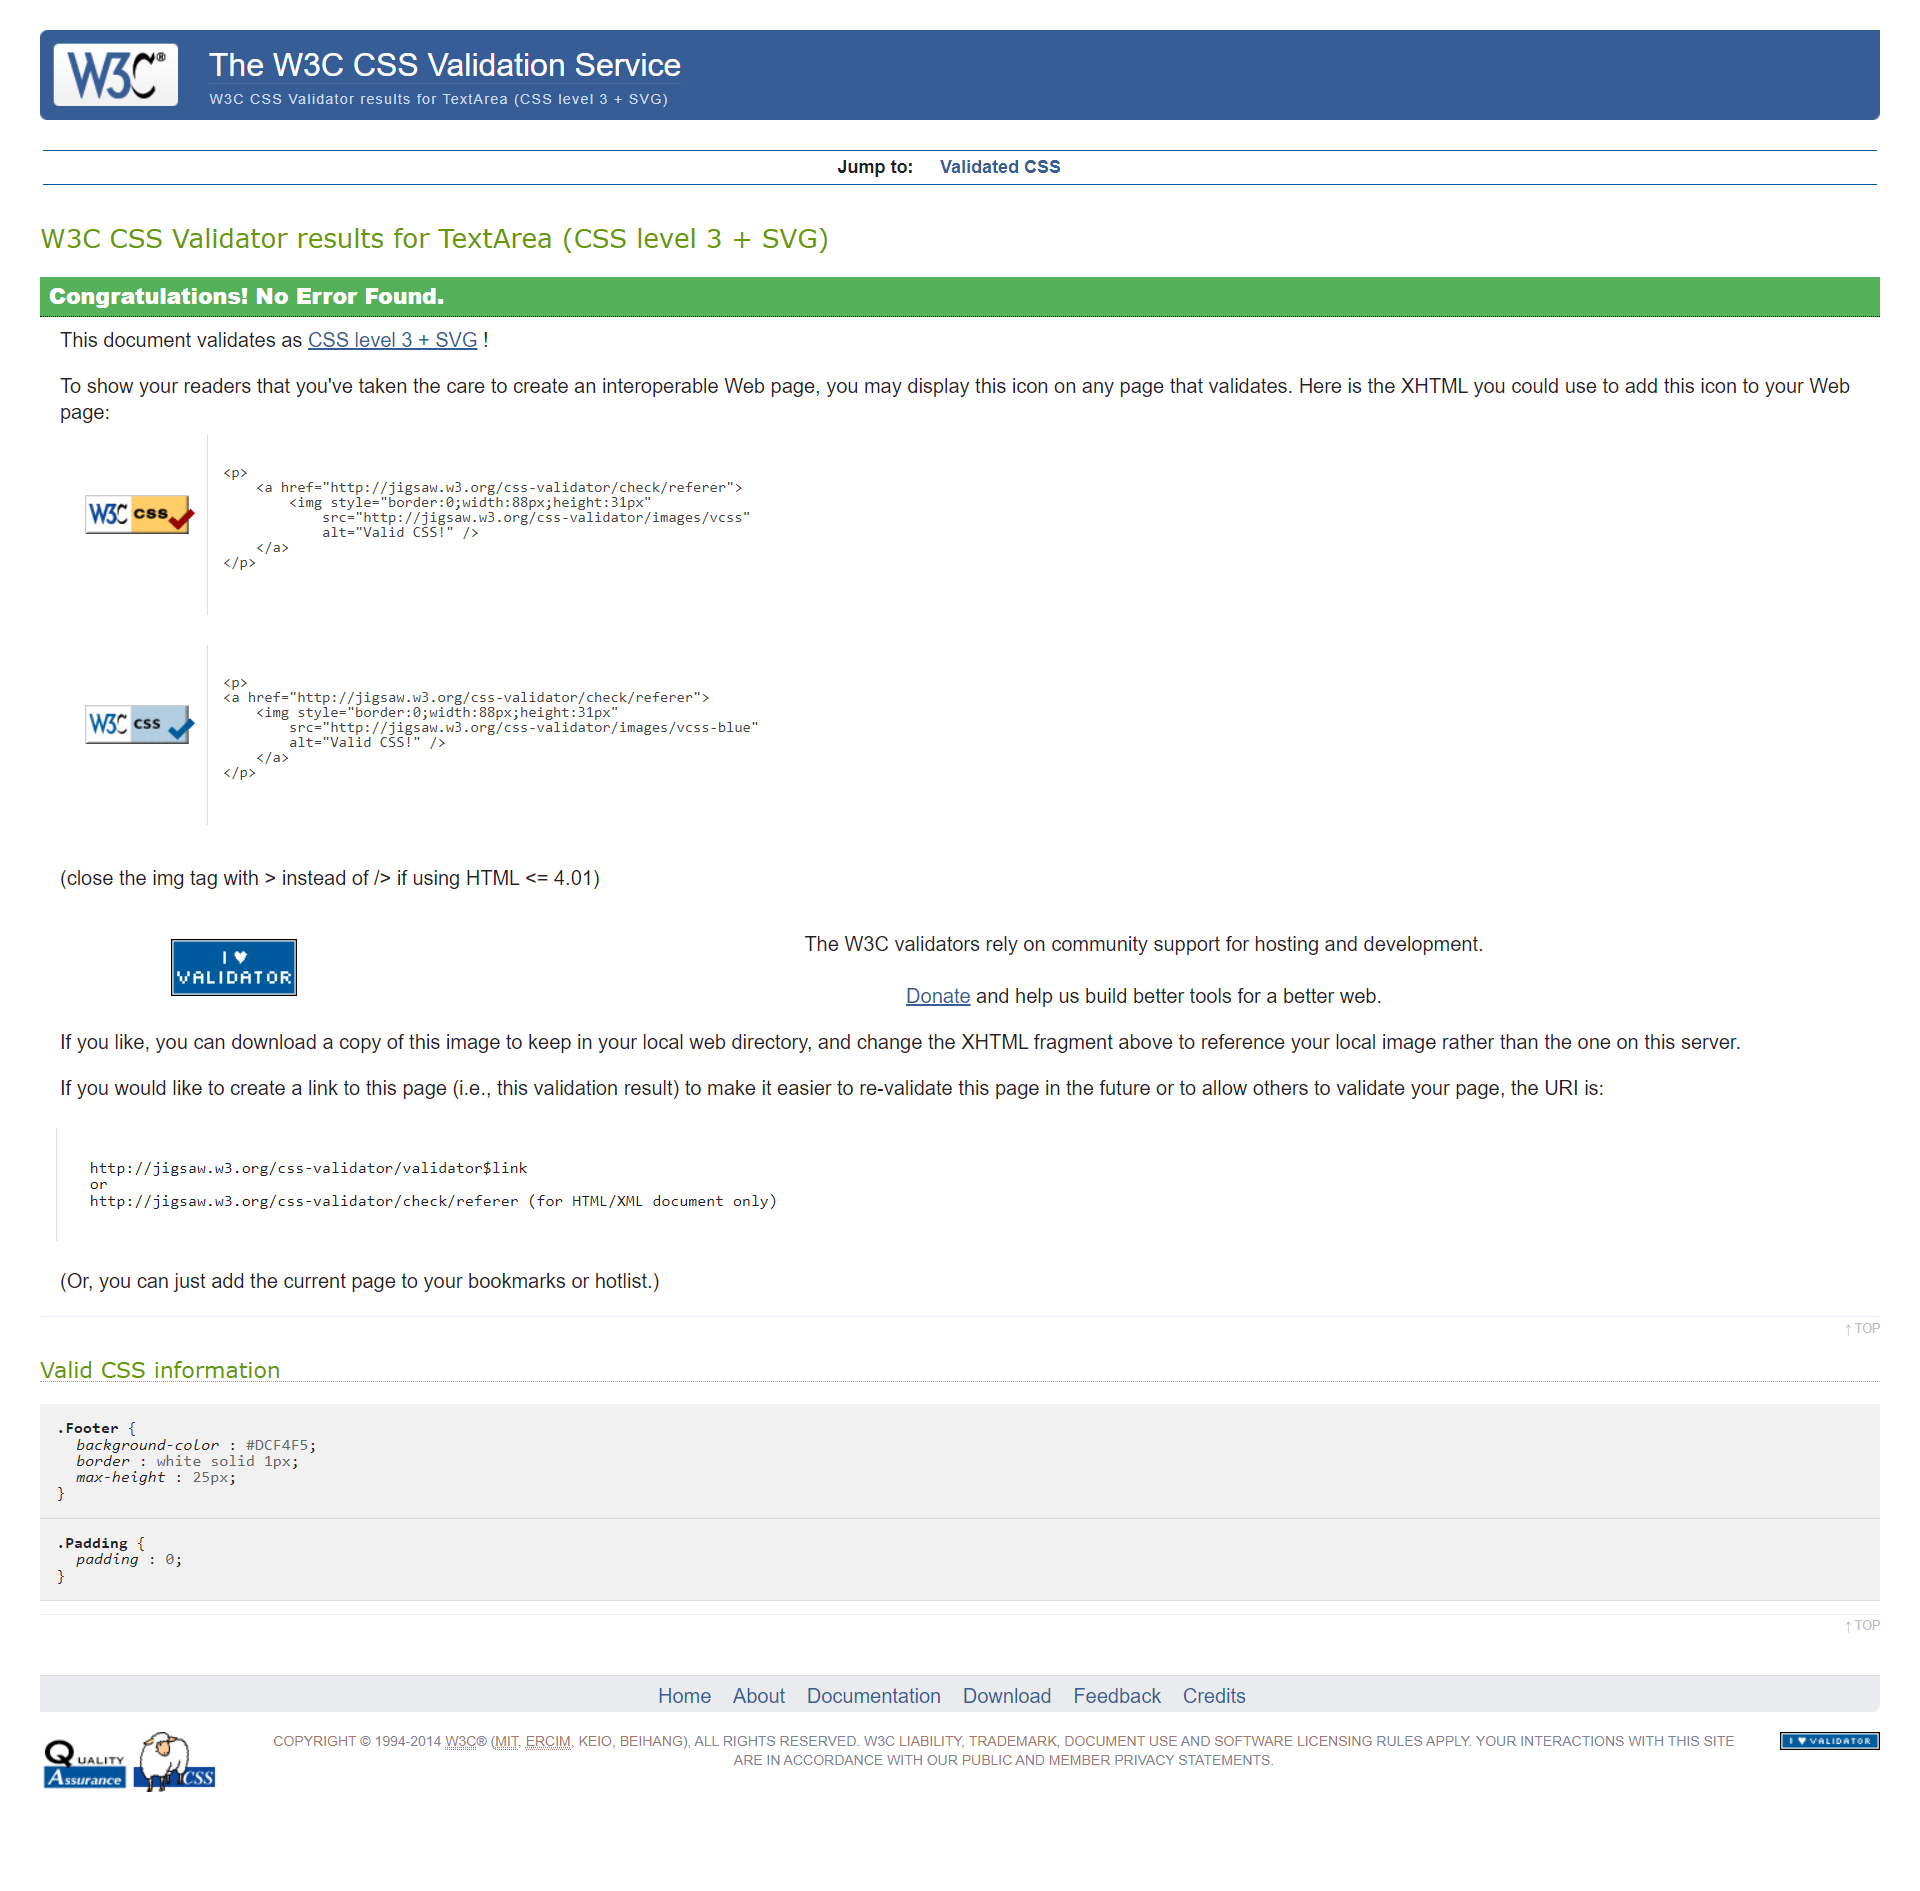 W3C®
The W3C CSS Validation Service
W3C CSS Validator results for TextArea (CSS level 3 + SVG)
Jump to: Validated CSS
W3C CSS Validator results for TextArea (CSS level 3 + SVG)
Congratulations! No Error Found.
This document validates as CSS level 3 + SVG !
To show your readers that you've taken the care to create an interoperable Web page, you may display this icon on any page that validates. Here is the XHTML you could use to add this icon to your Web
page:
W3C css
<p>
<a href="http://jigsaw.w3.org/css-validator/check/referer">
<img style="border:0;width:88px;height:31px"
src="http://jigsaw.w3.org/css-validator/images/vcss"
alt="Valid CSS!" />
</a>
</p>
W3C css
<p>
<a href="http://jigsaw.w3.org/css-validator/check/referer">
<img style="border:0;width:88px;height:31px"
src="http://jigsaw.w3.org/css-validator/images/vcss-blue"
alt="Valid CSS!" />
</a>
</p>
(close the img tag with > instead of /> if using HTML <= 4.01)
I ♥
VALIDATOR
The W3C validators rely on community support for hosting and development.
Donate and help us build better tools for a better web.
If you like, you can download a copy of this image to keep in your local web directory, and change the XHTML fragment above to reference your local image rather than the one on this server.
If you would like to create a link to this page (i.e., this validation result) to make it easier to re-validate this page in the future or to allow others to validate your page, the URI is:
http://jigsaw.w3.org/css-validator/validator$link
or
http://jigsaw.w3.org/css-validator/check/referer (for HTML/XML document only)
(Or, you can just add the current page to your bookmarks or hotlist.)
↑ TOP
Valid CSS information
.Footer {
background-color : #DCF4F5;
border : white solid 1px;
max-height : 25px;
}
.Padding {
padding : 0;
}
↑ TOP
Home About Documentation Download Feedback Credits
QUALITY
Assurance
CSS
COPYRIGHT © 1994-2014 W3C® (MIT, ERCIM, KEIO, BEIHANG), ALL RIGHTS RESERVED. W3C LIABILITY, TRADEMARK, DOCUMENT USE AND SOFTWARE LICENSING RULES APPLY. YOUR INTERACTIONS WITH THIS SITE
ARE IN ACCORDANCE WITH OUR PUBLIC AND MEMBER PRIVACY STATEMENTS.
I ♥ VALIDATOR